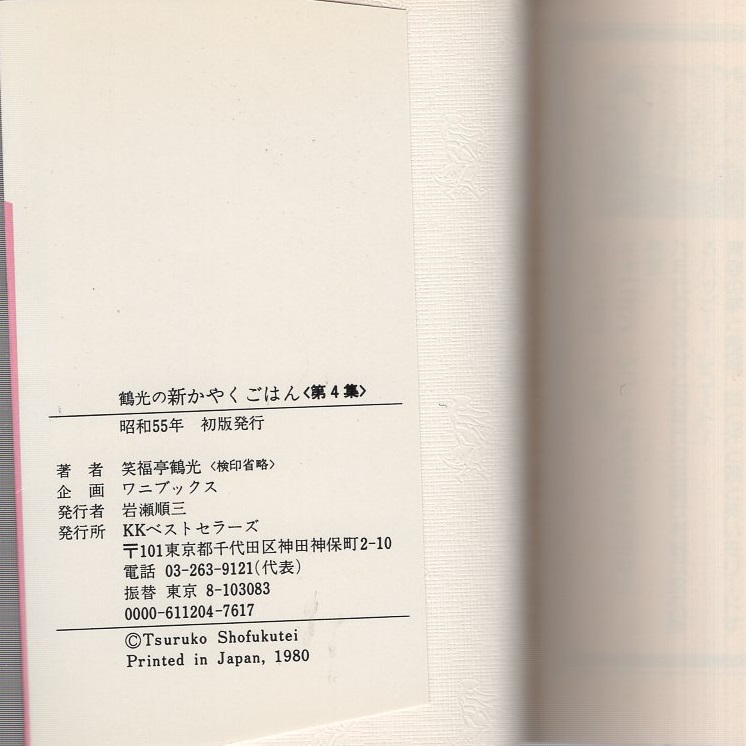 鶴光の新かやくごはん<第4集>
昭和55年 初版発行
著者 笑福亭鶴光 <検印省略>
企画 ワニブックス
発行者 岩瀬順三
発行所 KKベストセラーズ
〒101東京都千代田区神田神保町2-10
電話 03-263-9121(代表)
振替 東京 8-103083
0000-611204-7617
©Tsuruko Shofukutei
Printed in Japan, 1980